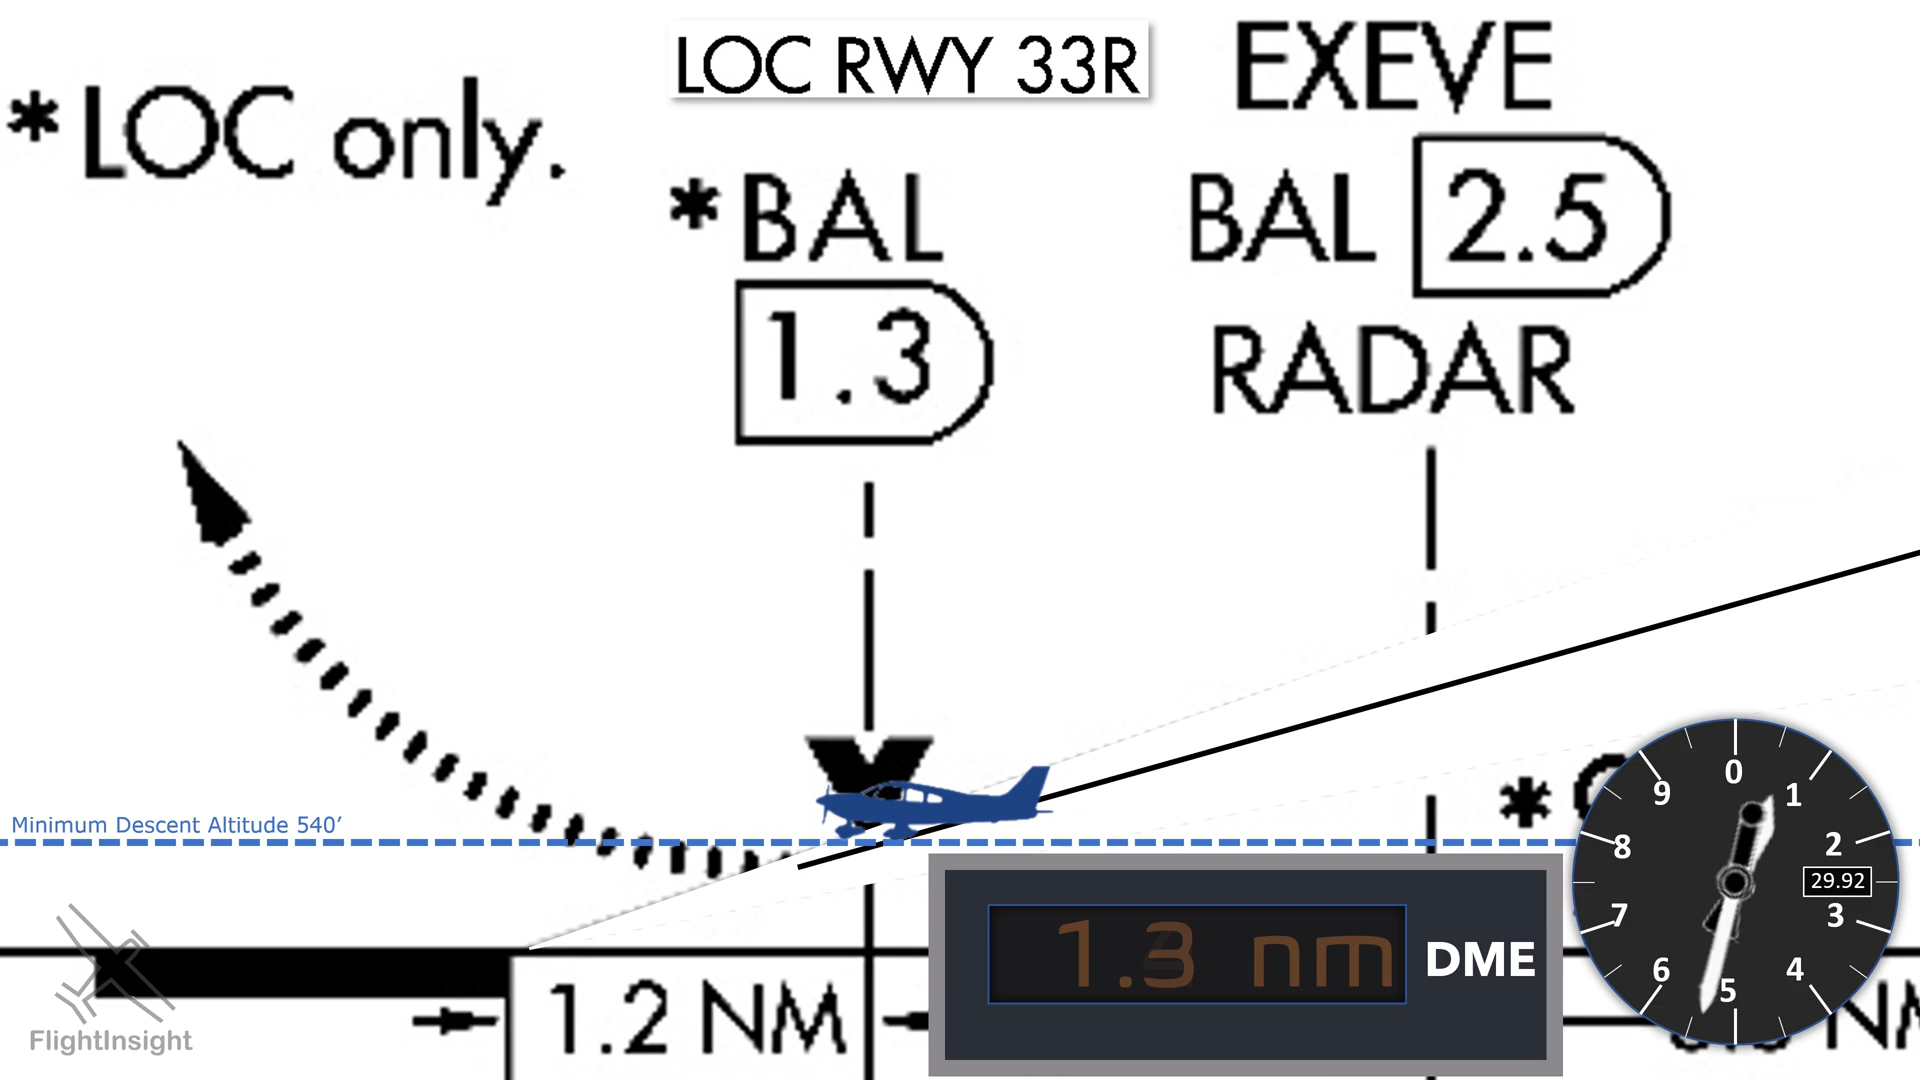 LOC RWY 33R
EXEVE
*LOC only.
*BAL
BAL 2.5
1.3
RADAR
Minimum Descent Altitude 540’
*
0
1
2
3
4
5
6
7
8
9
29.92
1.3 nm
DME
1.2 NM
FlightInsight